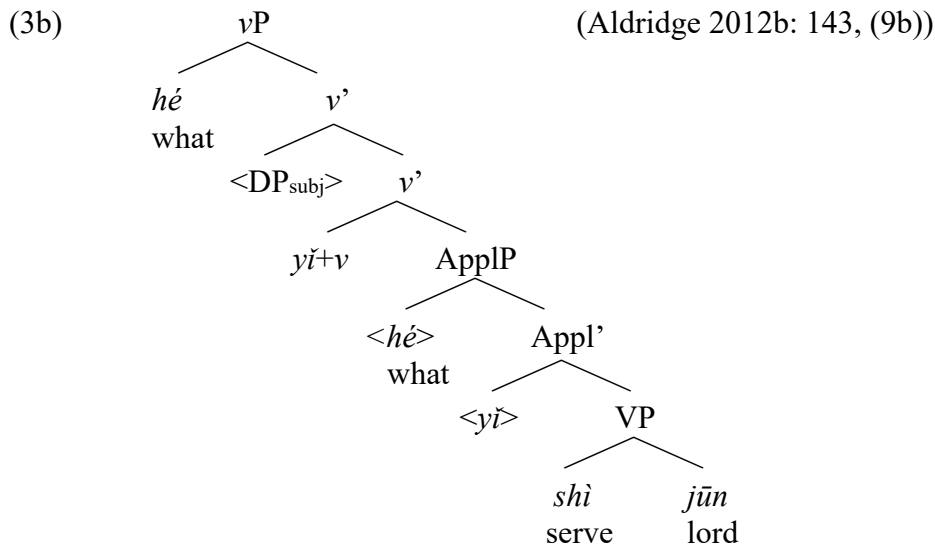 (3b) vP (Aldridge 2012b: 143, (9b))
hé v’
what
<DPsubj> v’
yǐ+v ApplP
<hé> Appl’
what
<yǐ> VP
shì jūn
serve lord